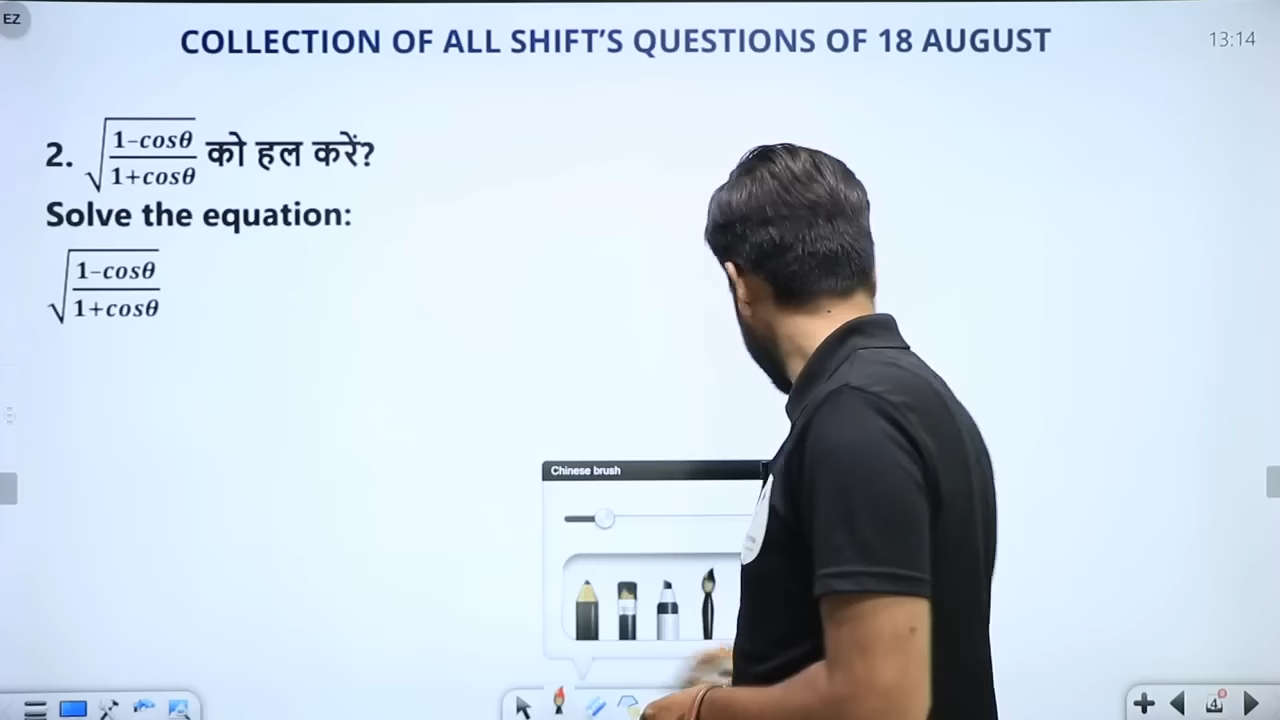 EZ
COLLECTION OF ALL SHIFT'S QUESTIONS OF 18 AUGUST
13:14
2. √(1-cosθ/1+cosθ) को हल करें?
Solve the equation:
√(1-cosθ/1+cosθ)
Chinese brush
4